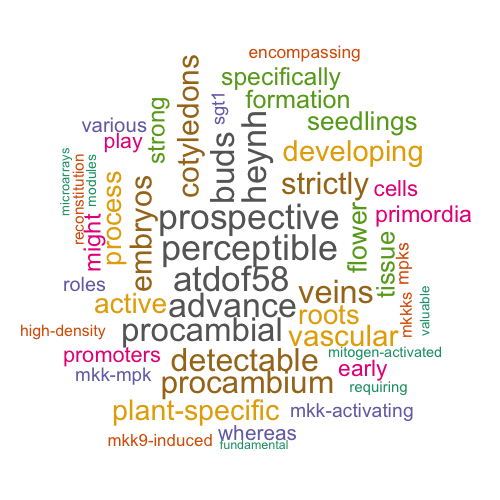 encompassing
specifically
cotyledons
formation
sgt1
strong
various
seedlings
play
buds
heynh
developing
microarrays
modules
reconstitution
process
strictly
cells
embryos
might
prospective
primordia
flower
perceptible
tissue
mpks
atdof58
roles
veins
active
advance
roots
mkkks
valuable
high-density
procambial
vascular
promoters
detectable
mitogen-activated
early
mkk-mpk
procambium
requiring
plant-specific
mkk-activating
mkk9-induced
whereas
fundamental